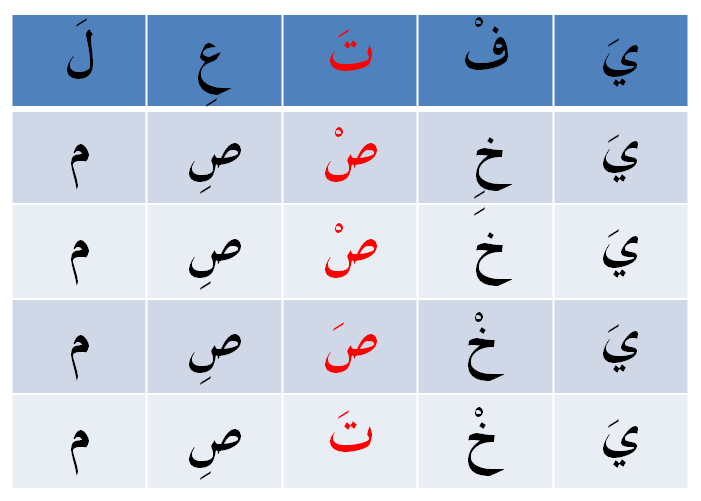 يَ فْ تَ عِ لَ
يَ خِ صْ صِ م
يَ خَ صْ صِ م
يَ خْ صَ صِ م
يَ خْ تَ صِ م